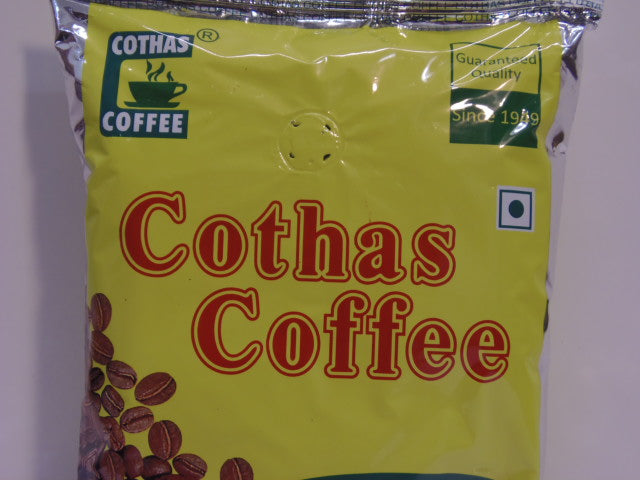 COTHAS ®
COFFEE
Guaranteed
Quality
Since 1949
Cothas
Coffee